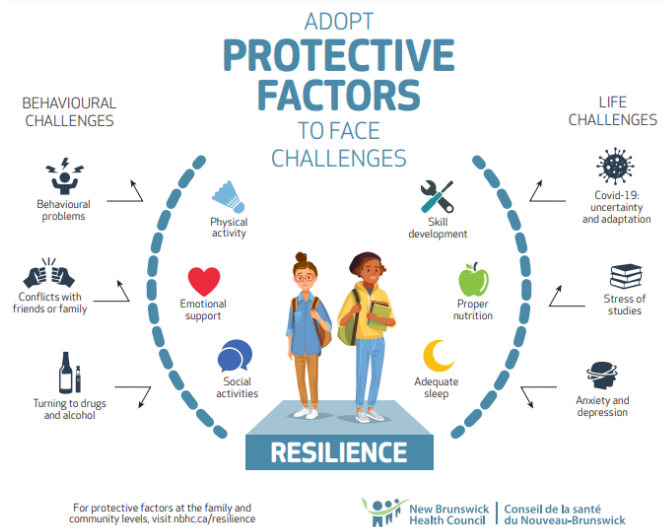 ADOPT
PROTECTIVE
FACTORS
TO FACE
CHALLENGES
BEHAVIOURAL
CHALLENGES
Behavioural
problems
Conflicts with
friends or family
Turning to drugs
and alcohol
Physical
activity
Emotional
support
Social
activities
Skill
development
Proper
nutrition
Adequate
sleep
LIFE
CHALLENGES
Covid-19:
uncertainty
and adaptation
Stress of
studies
Anxiety and
depression
RESILIENCE
For protective factors at the family and
community levels, visit nbhc.ca/resilience
New Brunswick
Health Council
Conseil de la santé
du Nouveau-Brunswick